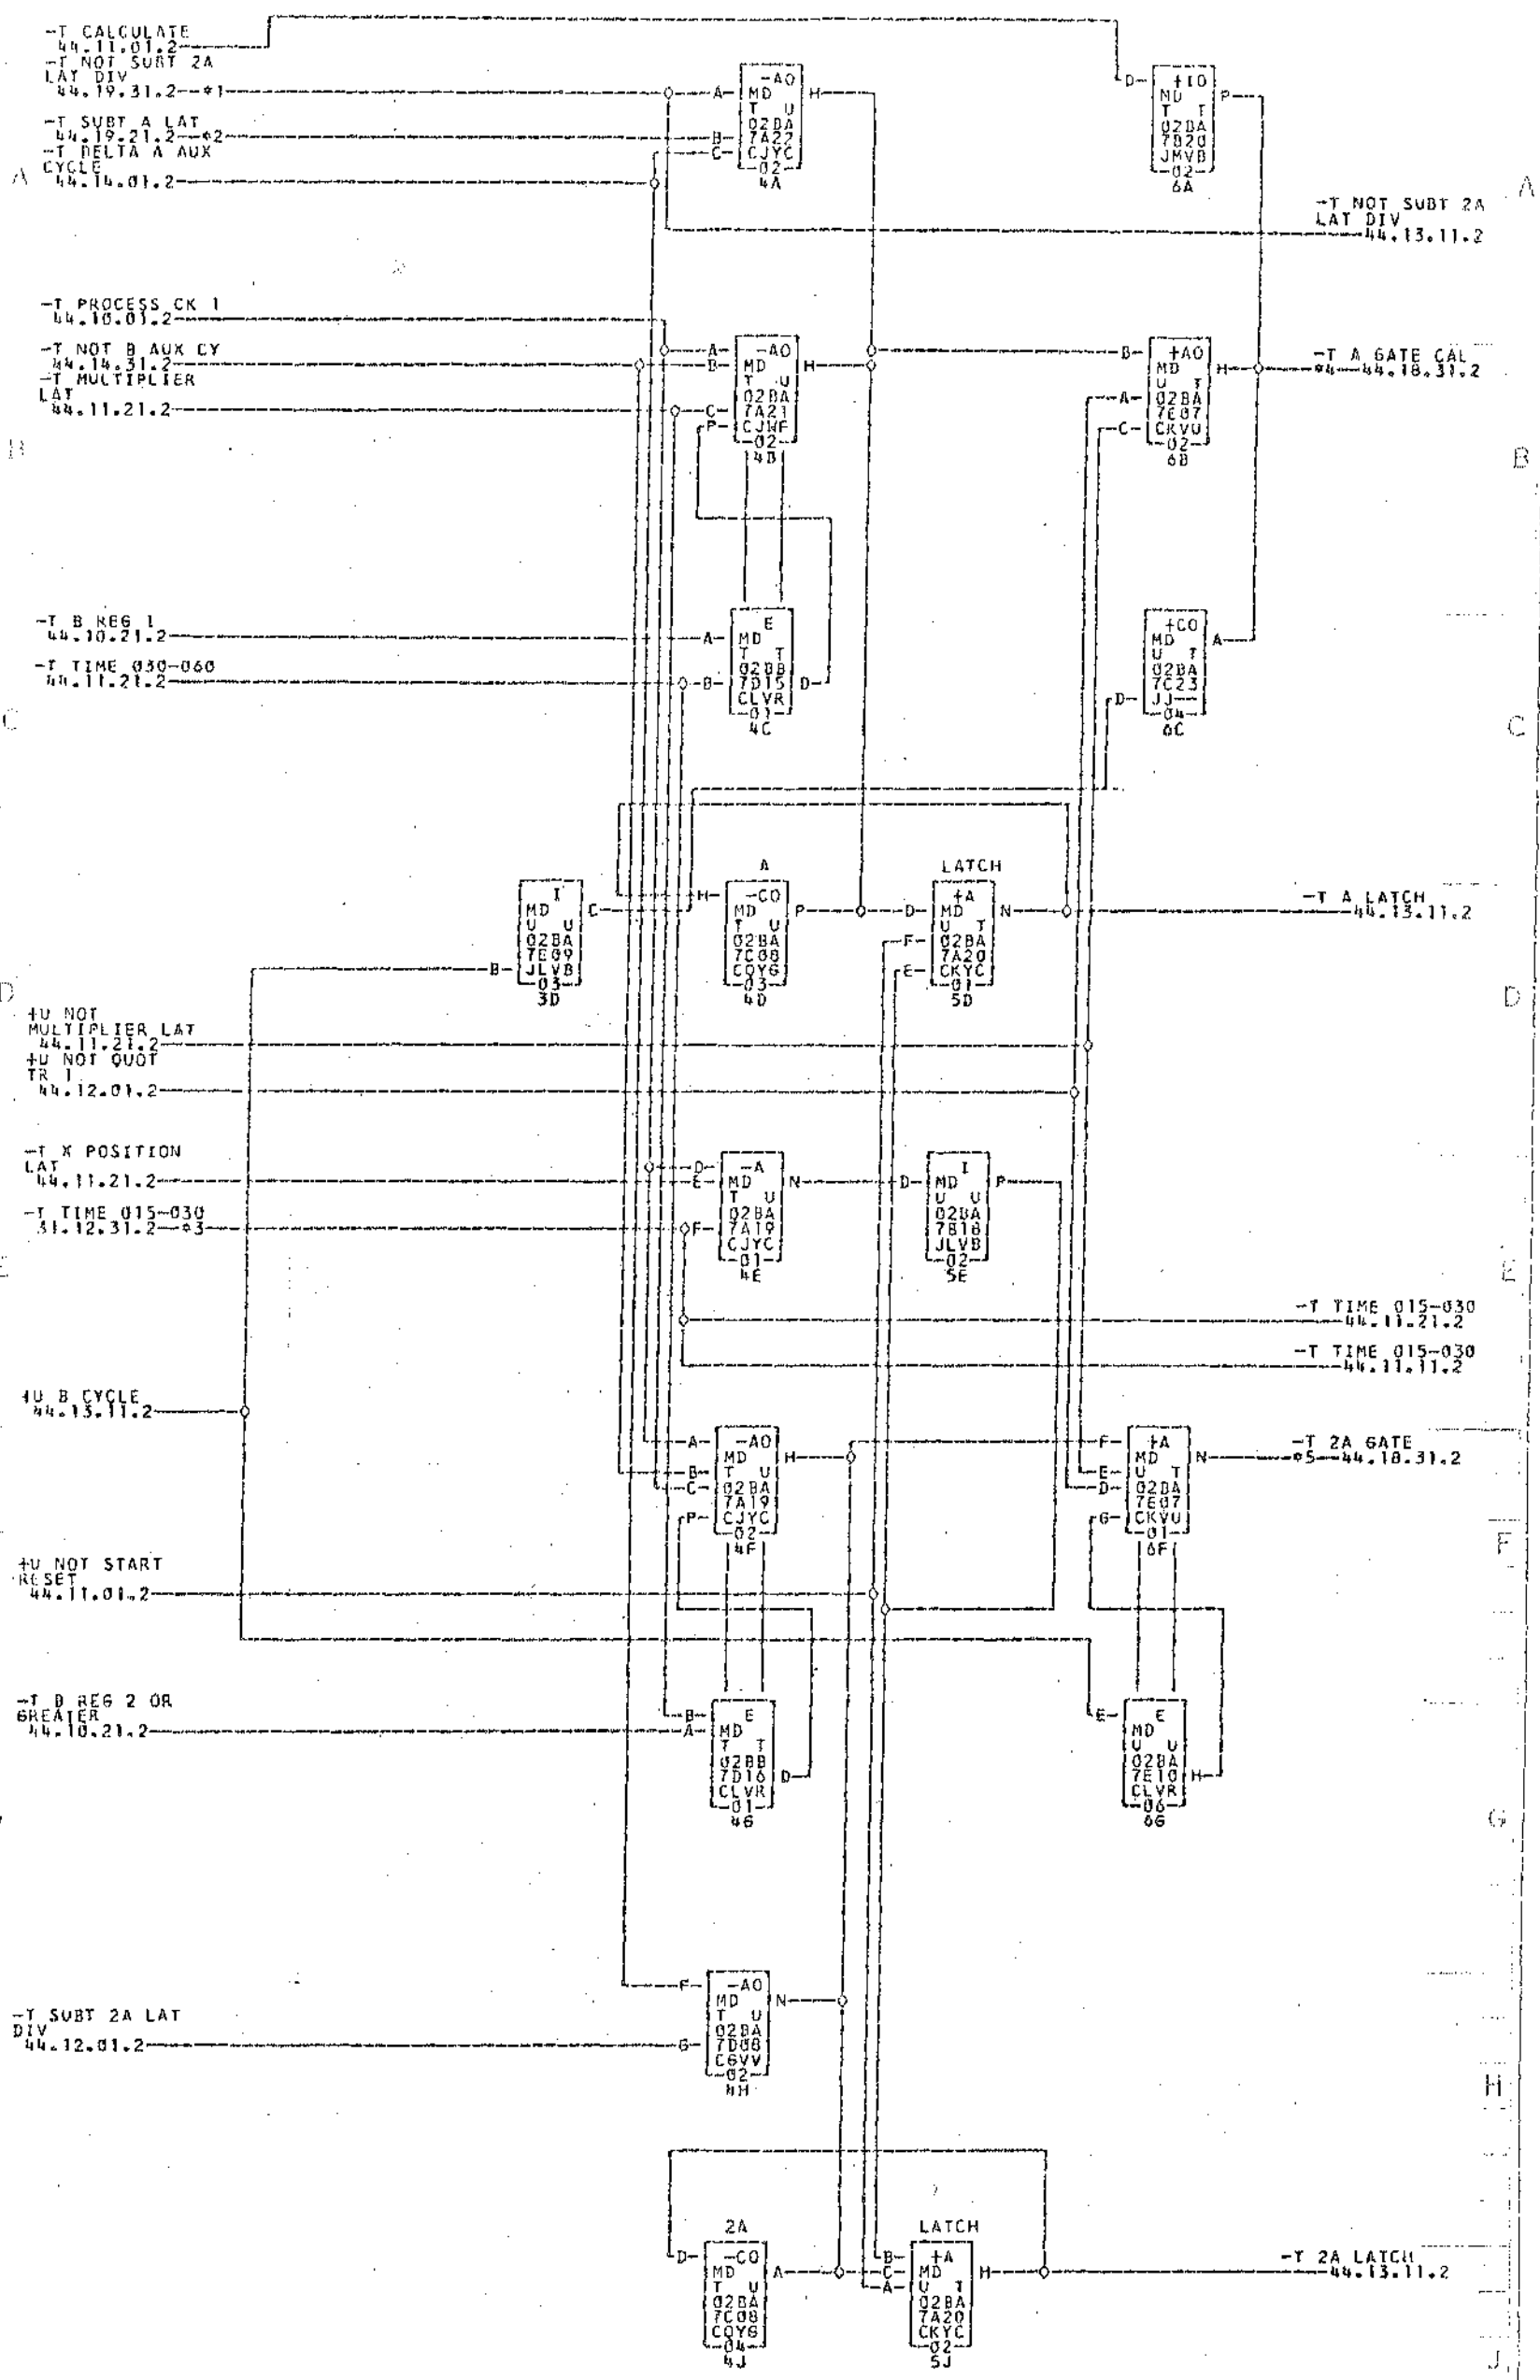 -T CALCULATE
44.11.01.2
-T NOT SUBT 2A
LAT DIV
44.19.31.2--*1
-T SUBT A LAT
44.19.21.2--*2
-T DELTA A AUX
CYCLE
44.14.01.2
A
-A-
-B-
-C-
-AO
MD
T U
02BA
7A22
CJYC
-02-
4A
H
D-
+IO
MD
T T
02BA
7B20
JMVB
-02-
6A
P
A
-T NOT SUBT 2A
LAT DIV
44.13.11.2
-T PROCESS CK 1
44.10.01.2
-T NOT B AUX CY
44.14.31.2
-T MULTIPLIER
LAT
44.11.21.2
-A-
-B-
-C-
-P-
-AO
MD
T U
02BA
7A21
CJWF
-02-
4B
H
B-
-A-
-C-
+AO
MD
U T
02BA
7E07
CKVU
-02-
6B
H
-T A GATE CAL
*4--44.18.31.2
B
B
-T B REG 1
44.10.21.2
-T TIME 030-060
44.11.21.2
-A-
-B-
E
MD
T T
02BB
7D15
CLVR
-01-
4C
D
+CO
MD
U T
02BA
7C23
JJ--
-04-
6C
A
D-
C
C
I
MD
U U
02BA
7E09
JLVB
-03-
3D
C
B-
A
-H-
-CO
MD
T U
02BA
7C08
CQYG
-03-
4D
P
LATCH
-D-
-F-
-E-
+A
MD
U T
02BA
7A20
CKYC
-01-
5D
N
-T A LATCH
44.13.11.2
D
D
+U NOT
MULTIPLIER LAT
44.11.21.2
+U NOT QUOT
TR 1
44.12.01.2
-T X POSITION
LAT
44.11.21.2
-T TIME 015-030
31.12.31.2--*3
-D-
-E-
F-
-A
MD
T U
02BA
7A19
CJYC
-01-
4E
N
D-
I
MD
U U
02BA
7B18
JLVB
-02-
5E
P
E
E
-T TIME 015-030
44.11.21.2
-T TIME 015-030
44.11.11.2
+U B CYCLE
44.13.11.2
-A-
-B-
-C-
-P-
-AO
MD
T U
02BA
7A19
CJYC
-02-
4F
H
-F-
-E-
-D-
-G-
+A
MD
U T
02BA
7E07
CKVU
-01-
6F
N
-T 2A GATE
*5--44.18.31.2
F
+U NOT START
RESET
44.11.01.2
-T B REG 2 OR
GREATER
44.10.21.2
-B-
-A-
E
MD
T T
02BB
7D16
CLVR
-01-
4G
D
-E-
E
MD
U U
02BA
7E10
CLVR
-06-
6G
H
G
-F-
-G-
-AO
MD
T U
02BA
7D08
CGVV
-02-
4H
N
-T SUBT 2A LAT
DIV
44.12.01.2
H
2A
D-
-CO
MD
T U
02BA
7C08
CQYG
-04-
4J
A
LATCH
-B-
-C-
-A-
+A
MD
U T
02BA
7A20
CKYC
-02-
5J
H
-T 2A LATCH
44.13.11.2
J